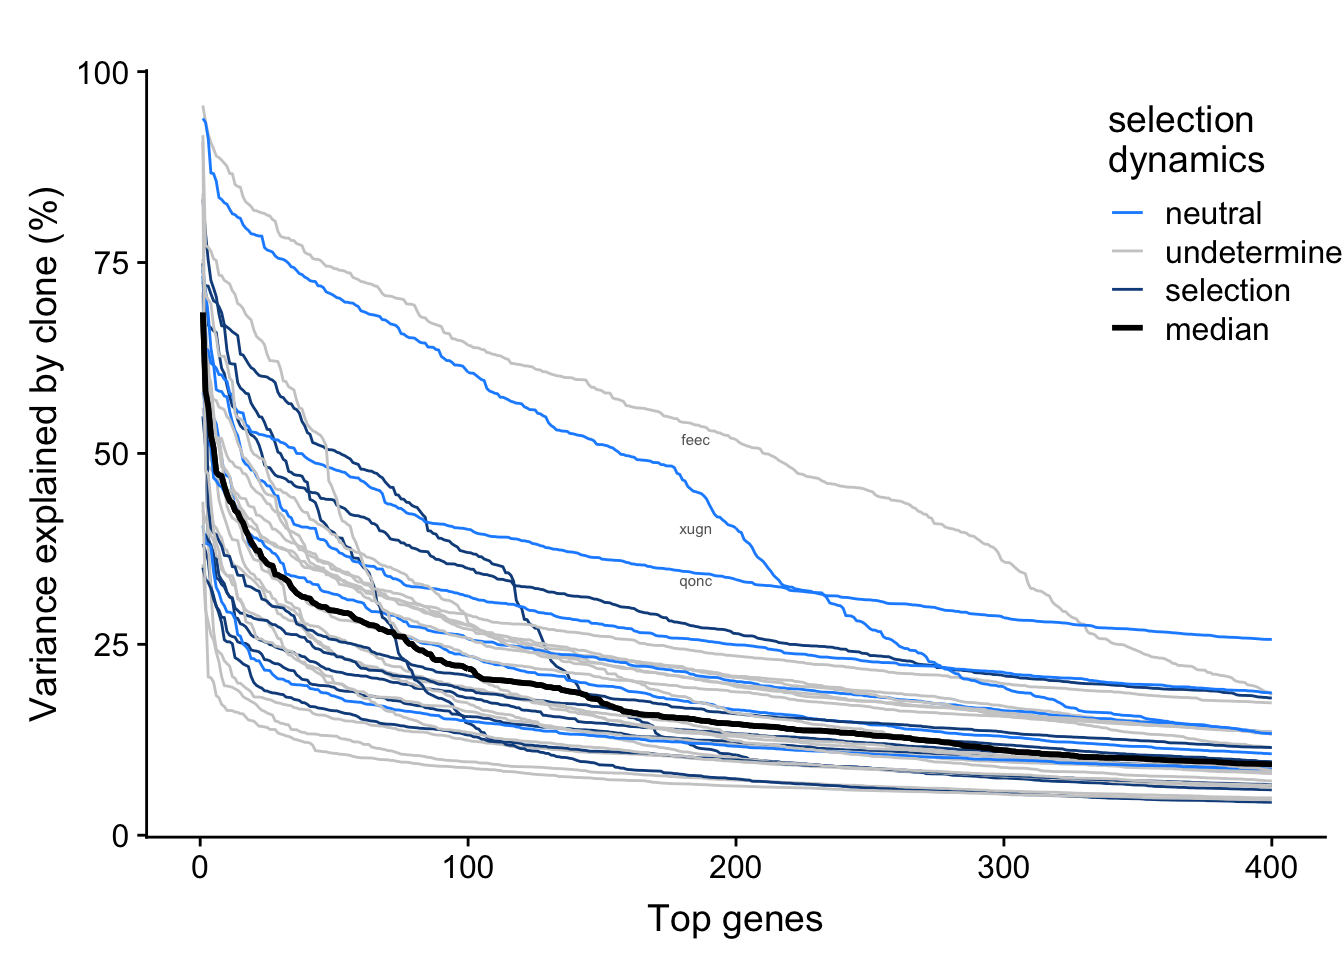 100
75
50
25
0
0
100
200
300
400
Variance explained by clone (%)
Top genes
selection
dynamics
neutral
undetermine
selection
median
feec
xugn
qonc